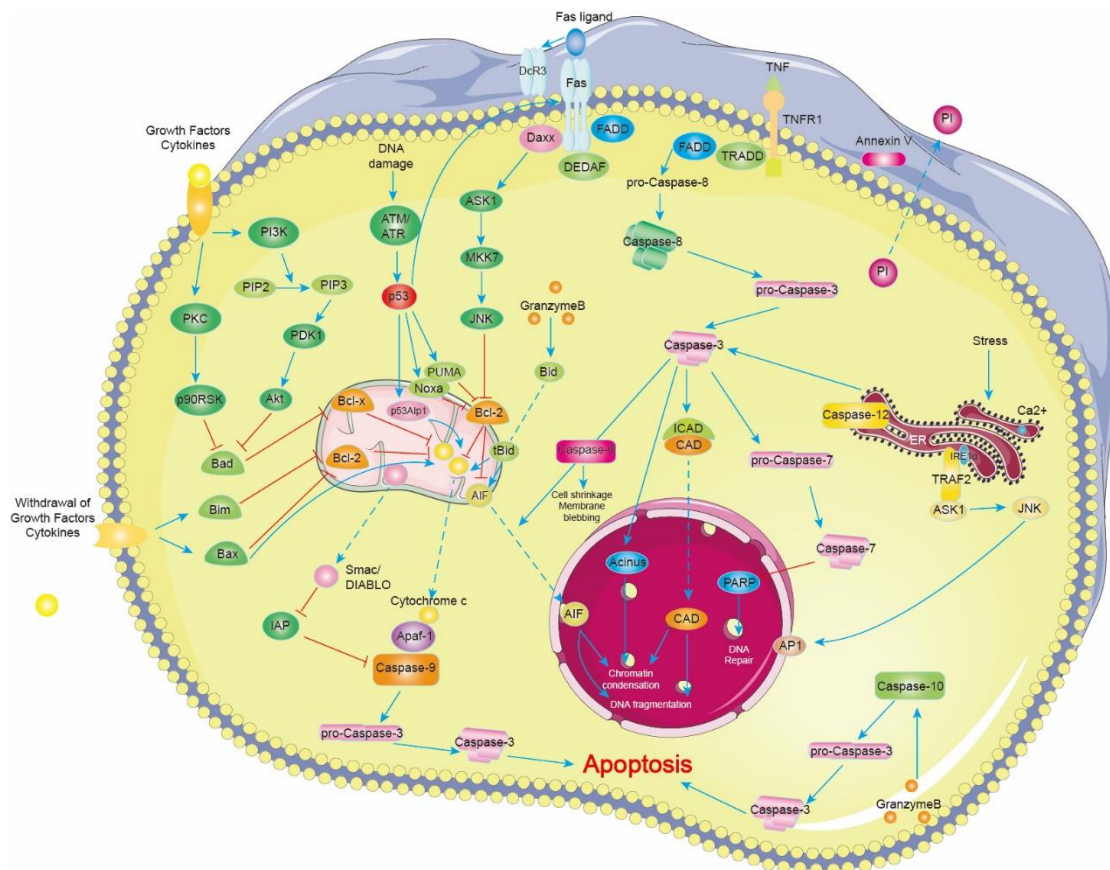 Fas ligand
DcR3
Fas
TNF
TNFR1
PI
Growth Factors
Cytokines
DNA
damage
Daxx
FADD
DEDAF
FADD
TRADD
Annexin V
pro-Caspase-8
ATM/
ATR
ASK1
PI3K
Caspase-8
MKK7
PI
PIP2
PIP3
p53
pro-Caspase-3
GranzymeB
PKC
JNK
PDK1
Caspase-3
Stress
PUMA
Bid
Noxa
p90RSK
Akt
Bcl-x
p53AIp1
Bcl-2
Caspase-12
Ca2+
ICAD
CAD
ER
Bcl-2
tBid
IRE1α
Bad
pro-Caspase-7
TRAF2
AIF
Cell shrinkage
Membrane
blebbing
Withdrawal of
Growth Factors
Cytokines
Bim
ASK1
JNK
Bax
Caspase-7
Acinus
Smac/
DIABLO
PARP
Cytochrome c
AIF
CAD
IAP
Apaf-1
DNA
Repair
AP1
Caspase-9
Chromatin
condensation
Caspase-10
DNA fragmentation
pro-Caspase-3
Caspase-3
pro-Caspase-3
Apoptosis
Caspase-3
GranzymeB